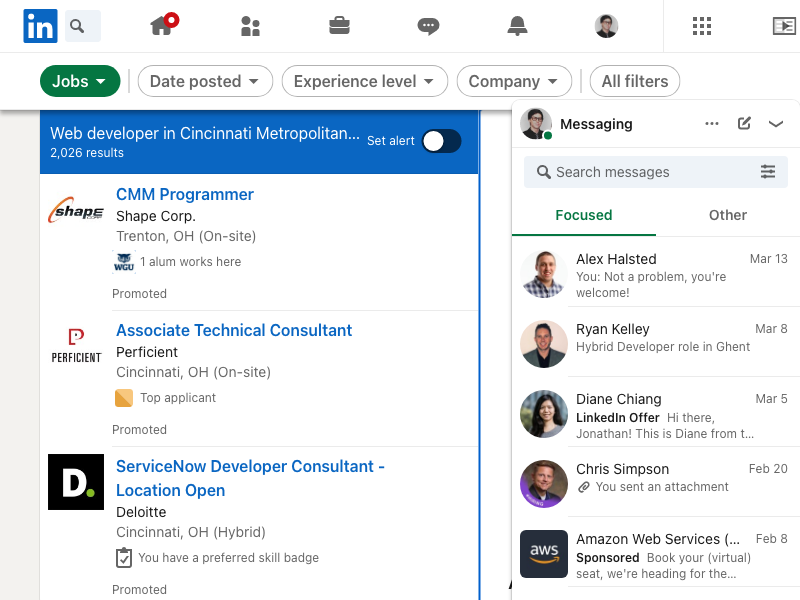 in
Jobs
Date posted
Experience level
Company
All filters
Web developer in Cincinnati Metropolitan...
2,026 results
Set alert
shape
CMM Programmer
Shape Corp.
Trenton, OH (On-site)
WGU
1 alum works here
Promoted
PERFICIENT
Associate Technical Consultant
Perficient
Cincinnati, OH (On-site)
Top applicant
Promoted
D.
ServiceNow Developer Consultant -
Location Open
Deloitte
Cincinnati, OH (Hybrid)
You have a preferred skill badge
Promoted
Messaging
Search messages
Focused
Other
Alex Halsted
Mar 13
You: Not a problem, you're
welcome!
Ryan Kelley
Mar 8
Hybrid Developer role in Ghent
Diane Chiang
Mar 5
LinkedIn Offer Hi there,
Jonathan! This is Diane from t...
Chris Simpson
Feb 20
You sent an attachment
aws
Amazon Web Services (...
Feb 8
Sponsored Book your (virtual)
seat, we're heading for the...